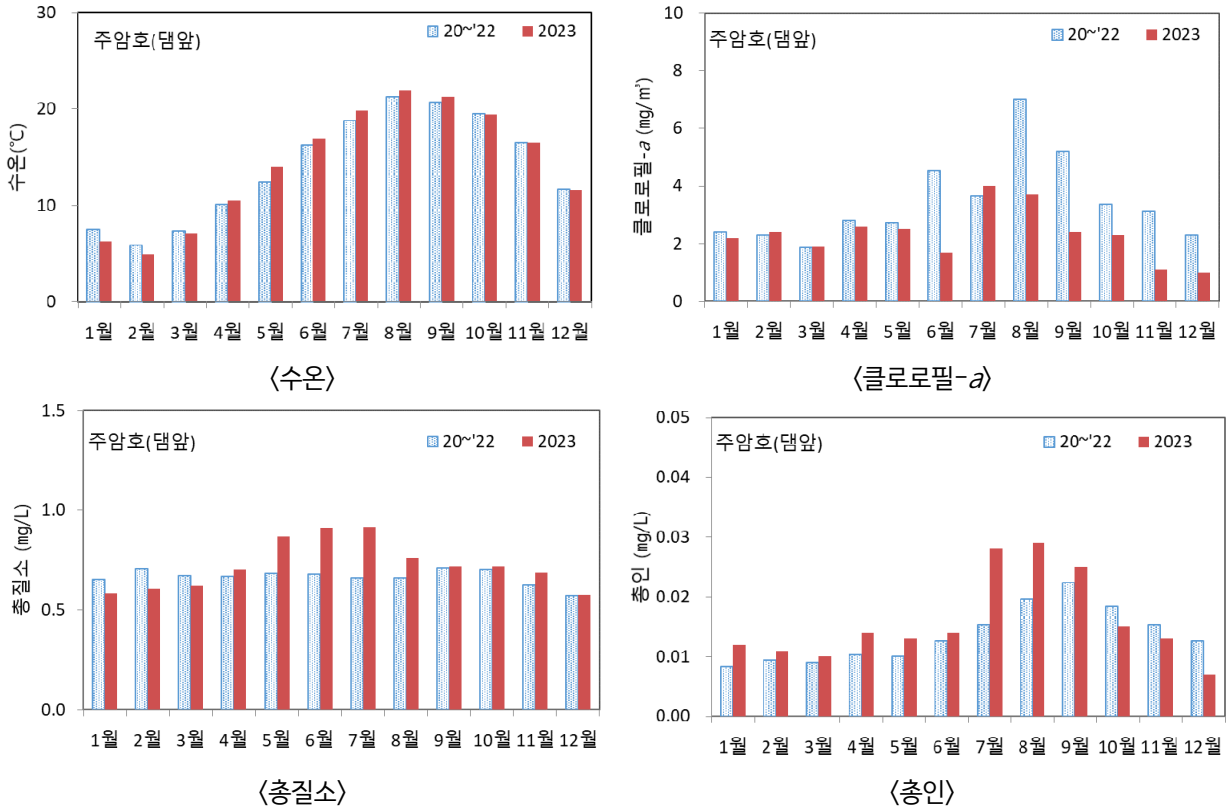 주암호(댐앞)
20~'22 2023
30
20
10
0
수온(℃)
1월 2월 3월 4월 5월 6월 7월 8월 9월 10월 11월 12월
〈수온〉
주암호(댐앞)
20~'22 2023
10
8
6
4
2
0
클로로필-a (mg/m³)
1월 2월 3월 4월 5월 6월 7월 8월 9월 10월 11월 12월
〈클로로필-a〉
주암호(댐앞)
20~'22 2023
1.5
1.0
0.5
0.0
총질소 (mg/L)
1월 2월 3월 4월 5월 6월 7월 8월 9월 10월 11월 12월
〈총질소〉
주암호(댐앞)
20~'22 2023
0.05
0.04
0.03
0.02
0.01
0.00
총인 (mg/L)
1월 2월 3월 4월 5월 6월 7월 8월 9월 10월 11월 12월
〈총인〉